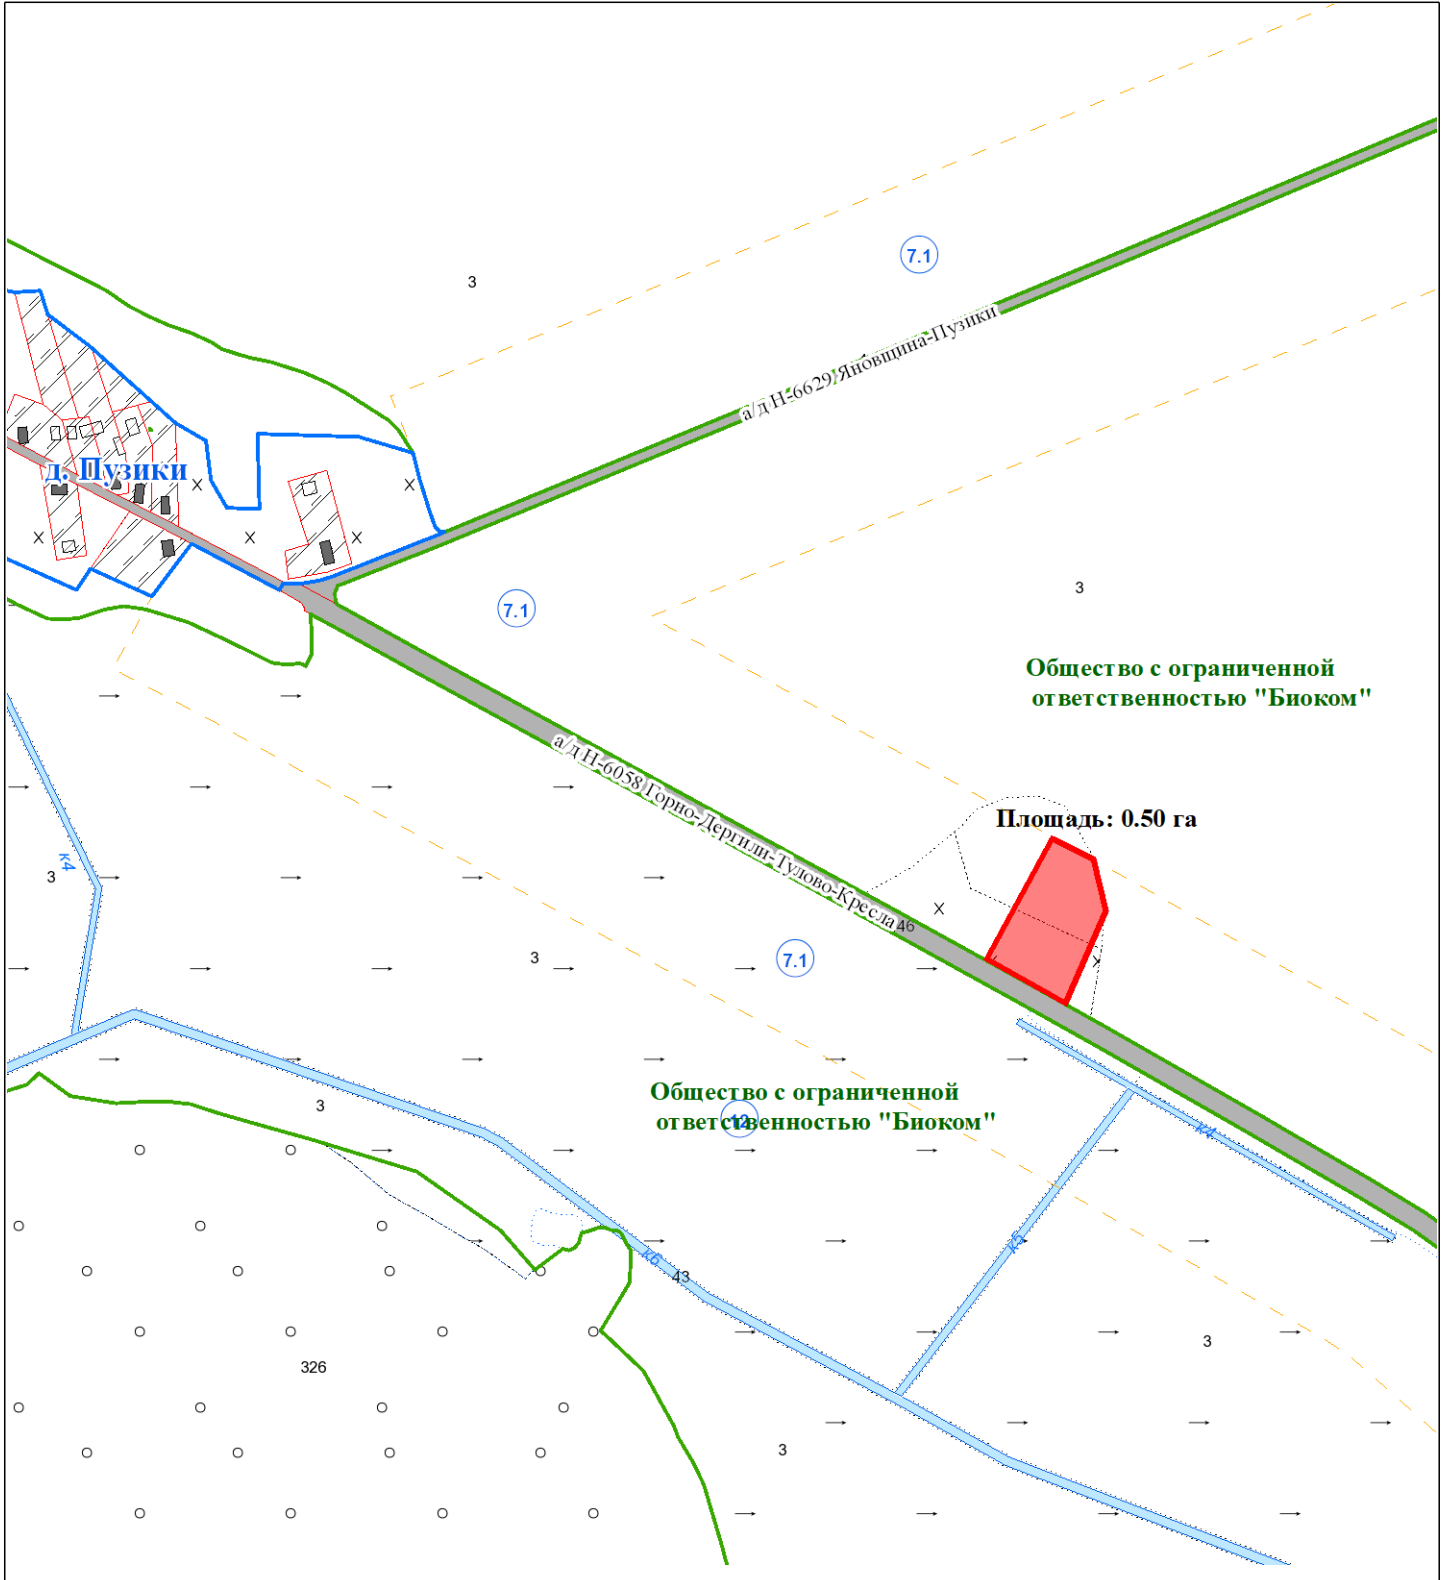 7.1
3
а/д Н-6629 Яновщина-Пузики
д. Пузики
3
7.1
Общество с ограниченной
ответственностью "Биоком"
а/д Н-6058 Горно-Дергили-Тулово-Кресла
Площадь: 0.50 га
к4
3
46
3
7.1
Общество с ограниченной
ответственностью "Биоком"
12
3
к4
к5
к6
43
3
326
3